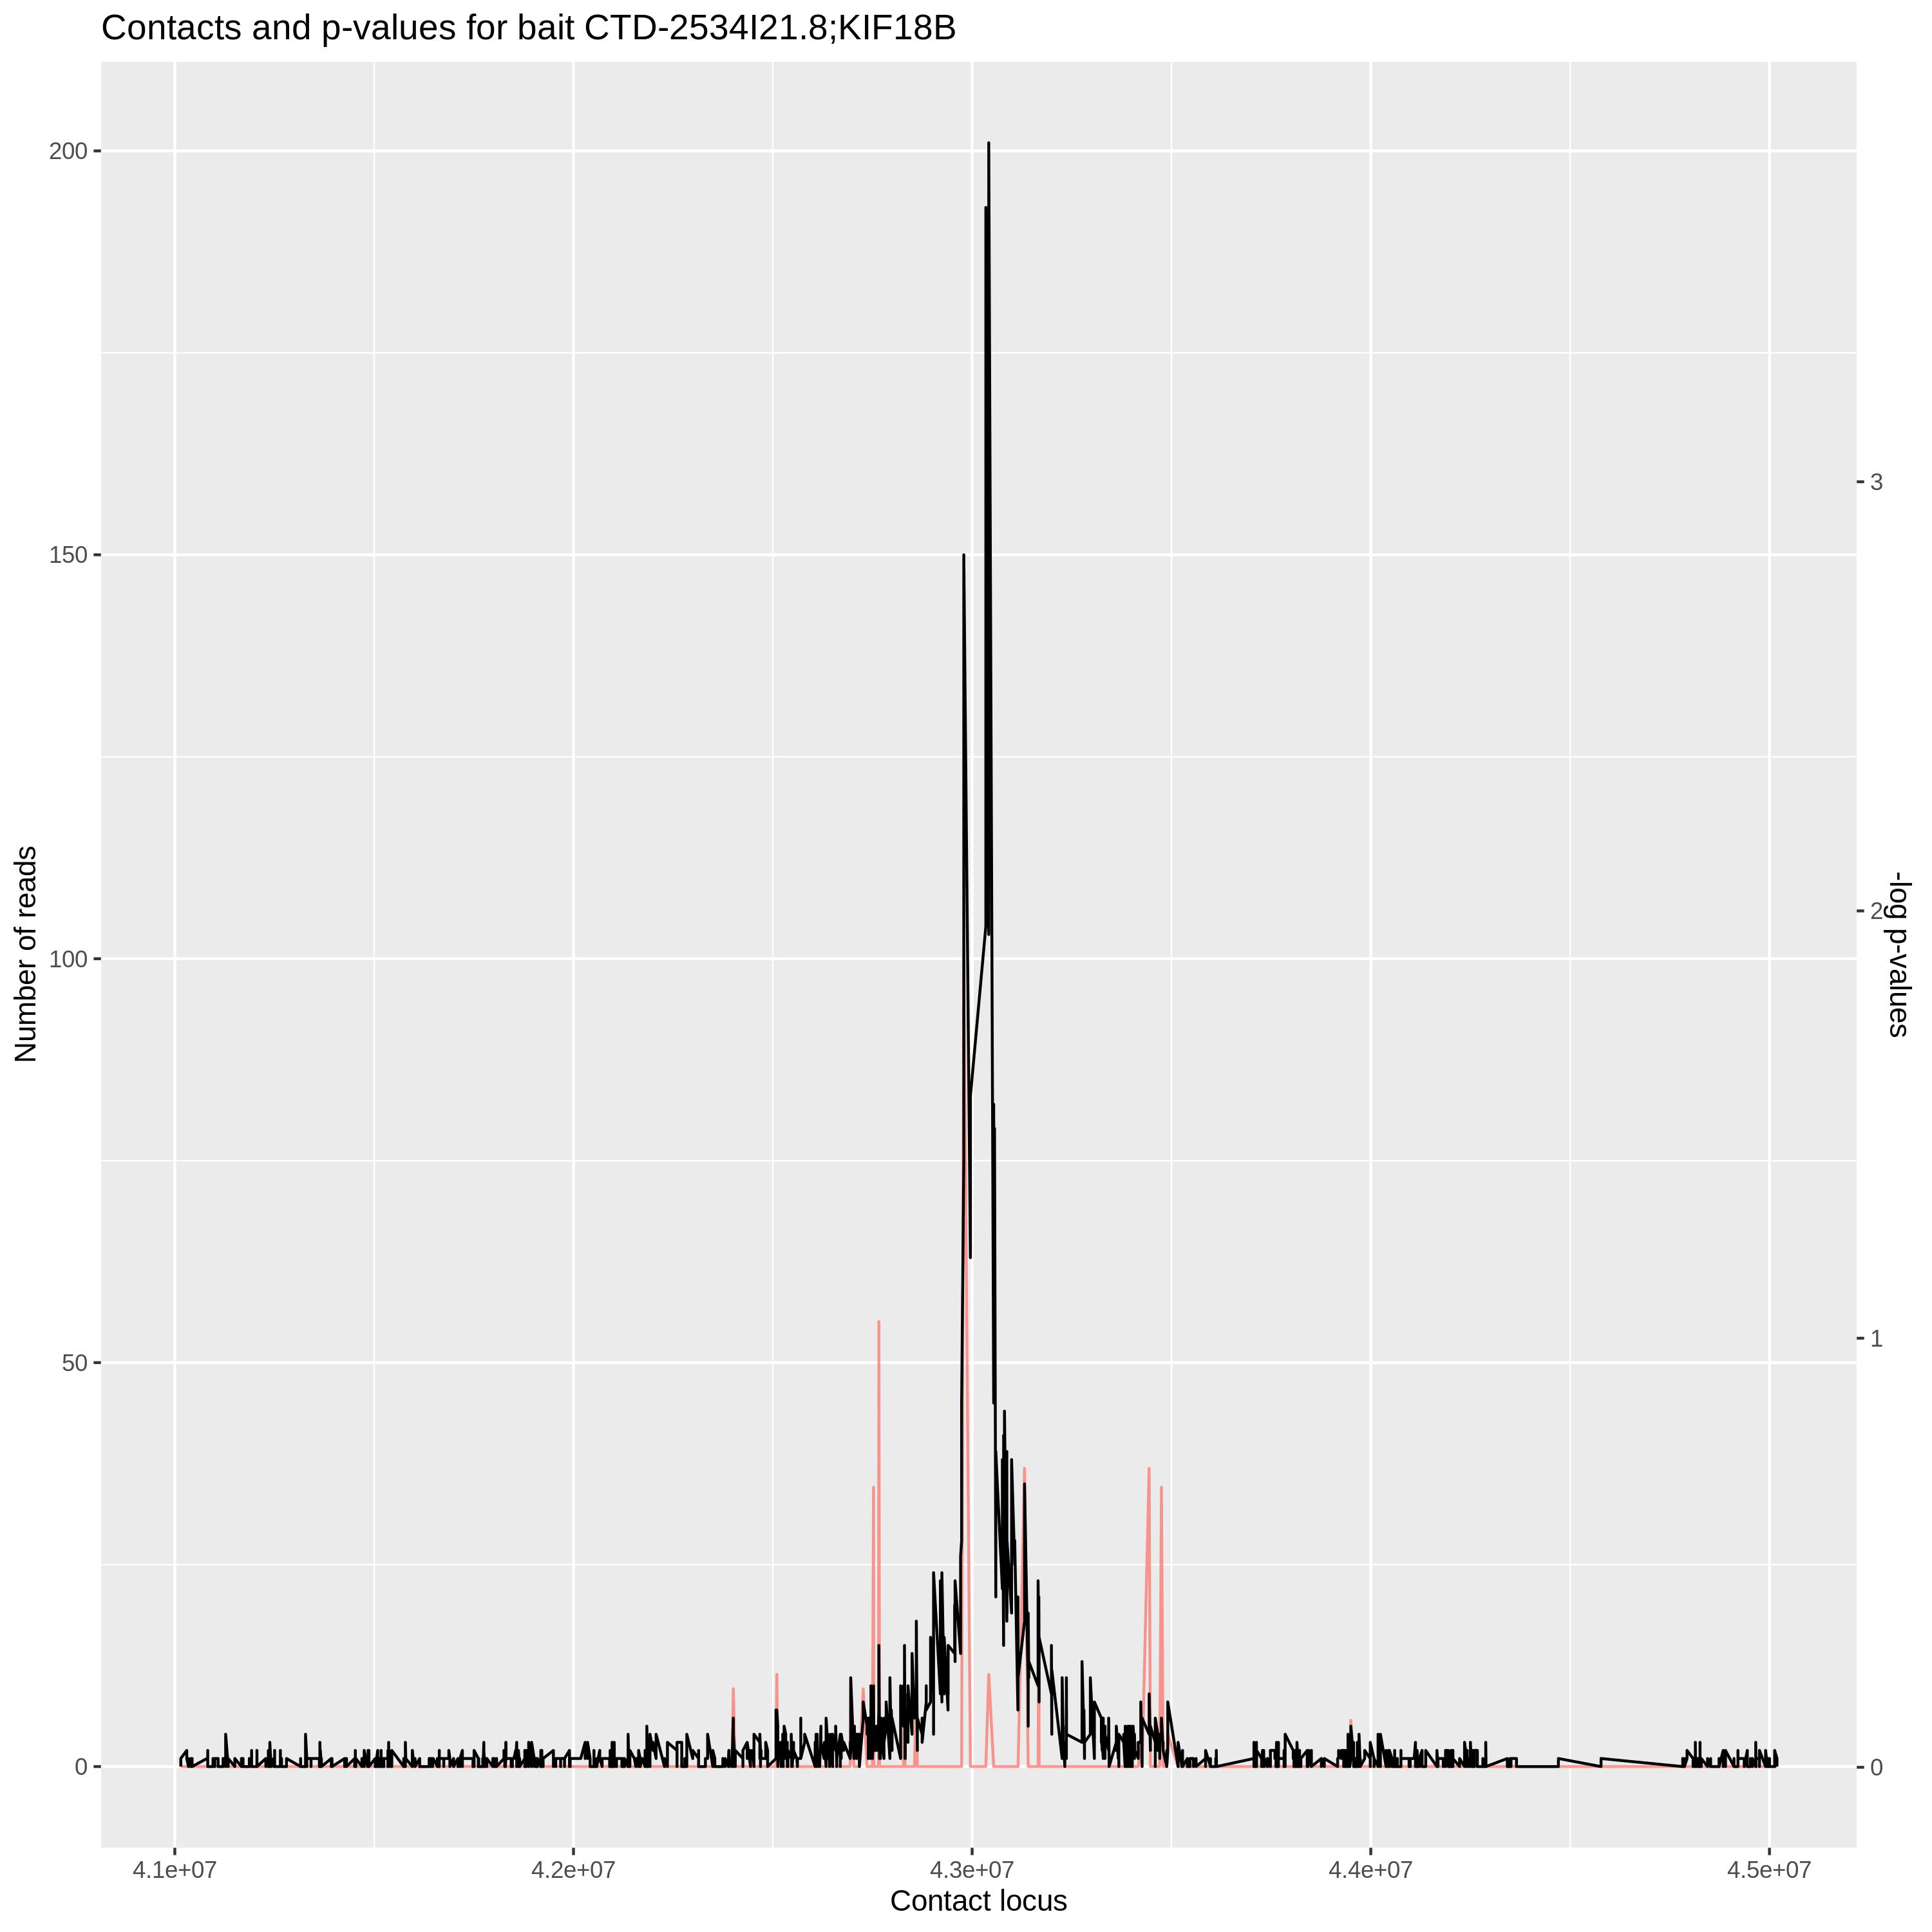 Contacts and p-values for bait CTD-2534I21.8;KIF18B
200
150
100
50
0
Number of reads
3
2
1
0
-log p-values
4.1e+07 4.2e+07 4.3e+07 4.4e+07 4.5e+07
Contact locus